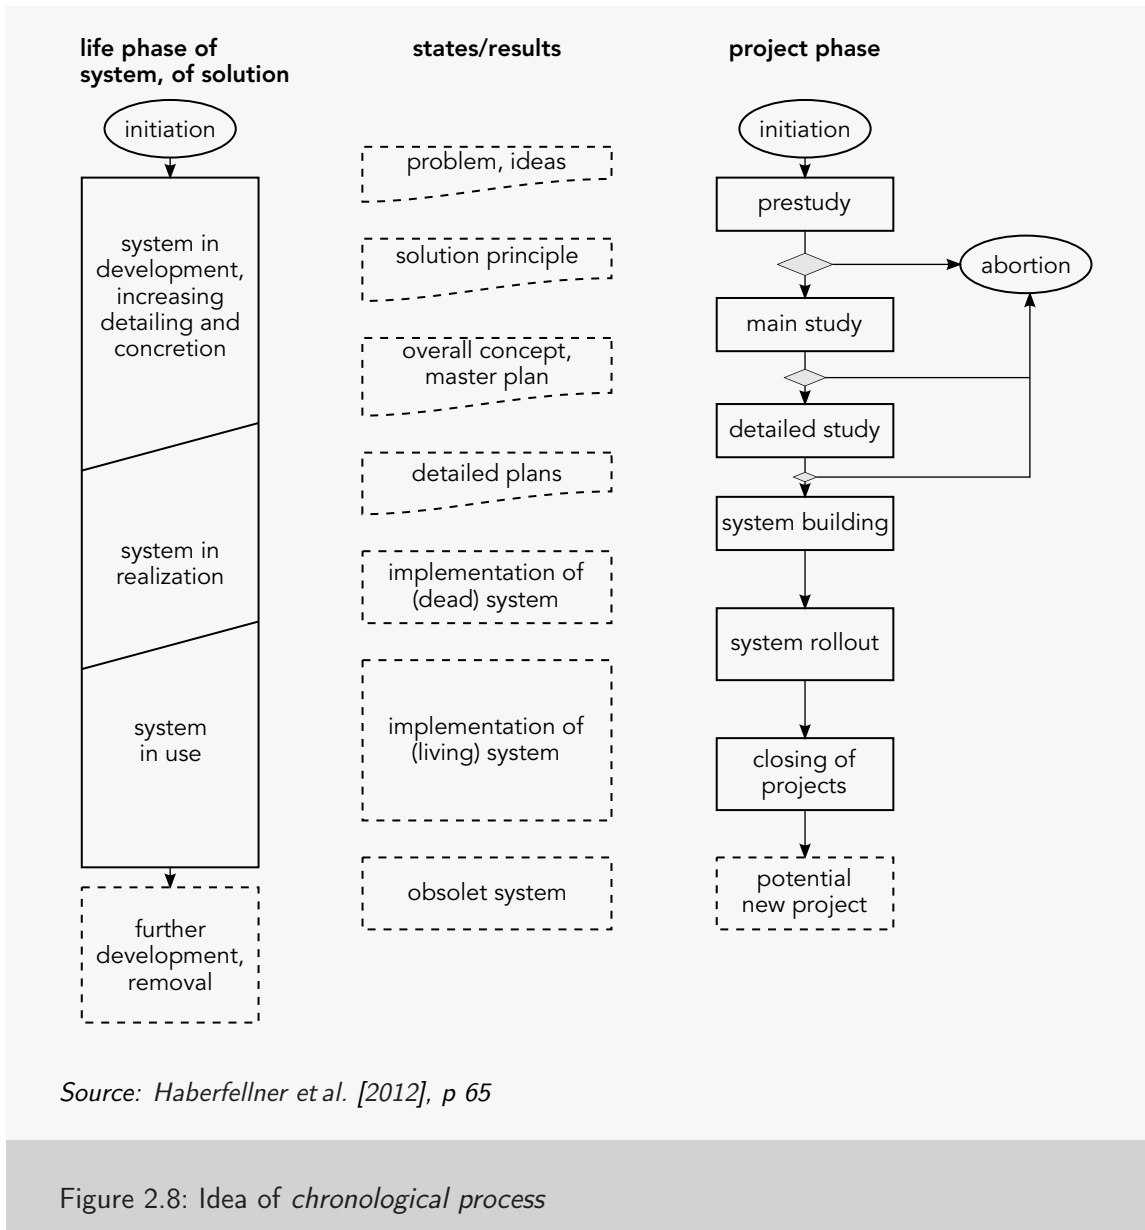 life phase of
system, of solution
initiation
system in
development,
increasing
detailing and
concretion
system in
realization
system
in use
further
development,
removal
states/results
problem, ideas
solution principle
overall concept,
master plan
detailed plans
implementation of
(dead) system
implementation of
(living) system
obsolet system
project phase
initiation
prestudy
abortion
main study
detailed study
system building
system rollout
closing of
projects
potential
new project
Source: Haberfellner et al. [2012], p 65
Figure 2.8: Idea of chronological process